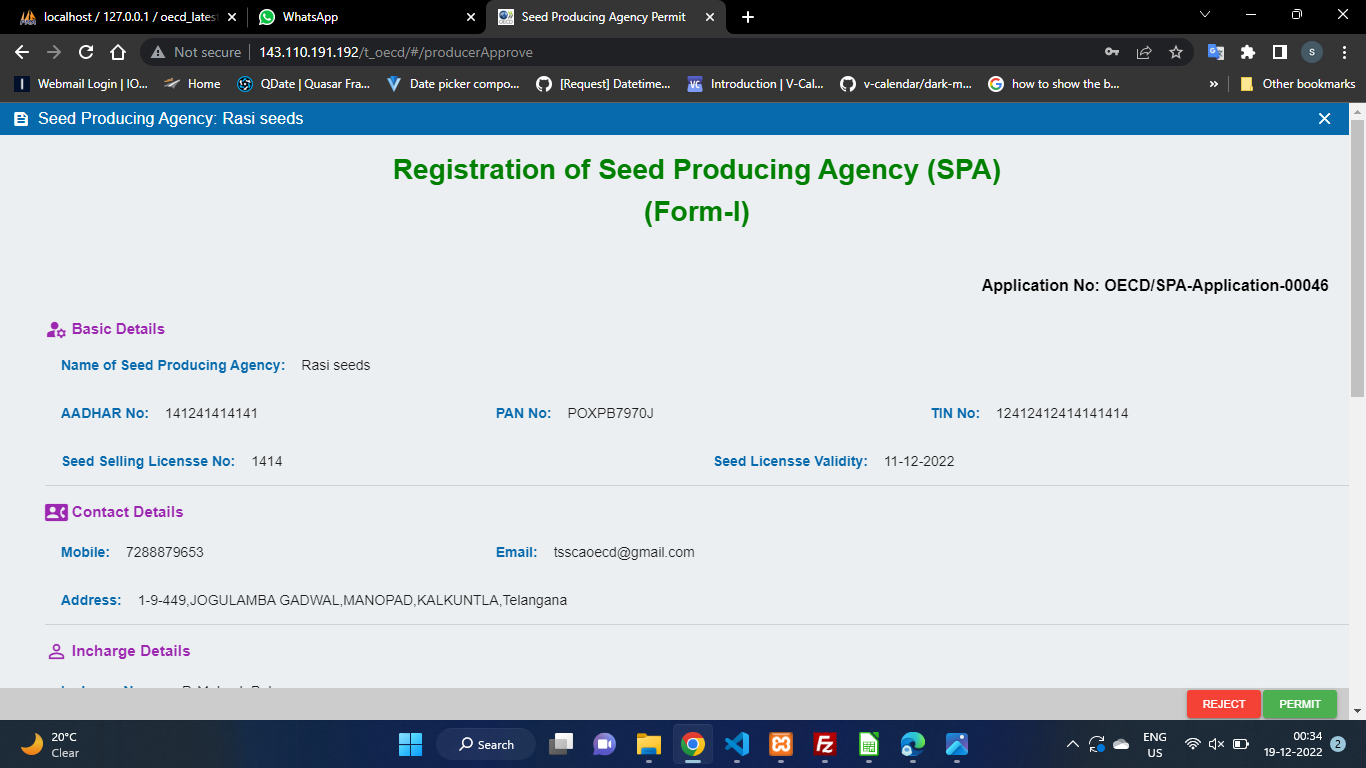 localhost / 127.0.0.1 / oecd_lates
WhatsApp
Seed Producing Agency Permit
Not secure
143.110.191.192/t_oecd/#/producerApprove
S
Webmail Login | IO...
Home
QDate | Quasar Fra...
Date picker compo...
[Request] Datetime...
Introduction | V-Cal...
v-calendar/dark-m...
how to show the b...
»
Other bookmarks
Seed Producing Agency: Rasi seeds
Registration of Seed Producing Agency (SPA)
(Form-I)
Application No: OECD/SPA-Application-00046
Basic Details
Name of Seed Producing Agency: Rasi seeds
AADHAR No: 141241414141 PAN No: POXPB7970J TIN No: 12412412414141414
Seed Selling Licensse No: 1414 Seed Licensse Validity: 11-12-2022
Contact Details
Mobile: 7288879653 Email: tsscaoecd@gmail.com
Address: 1-9-449,JOGULAMBA GADWAL,MANOPAD,KALKUNTLA,Telangana
Incharge Details
REJECT PERMIT
20°C
Clear
Search
ENG
US
00:34
19-12-2022
2